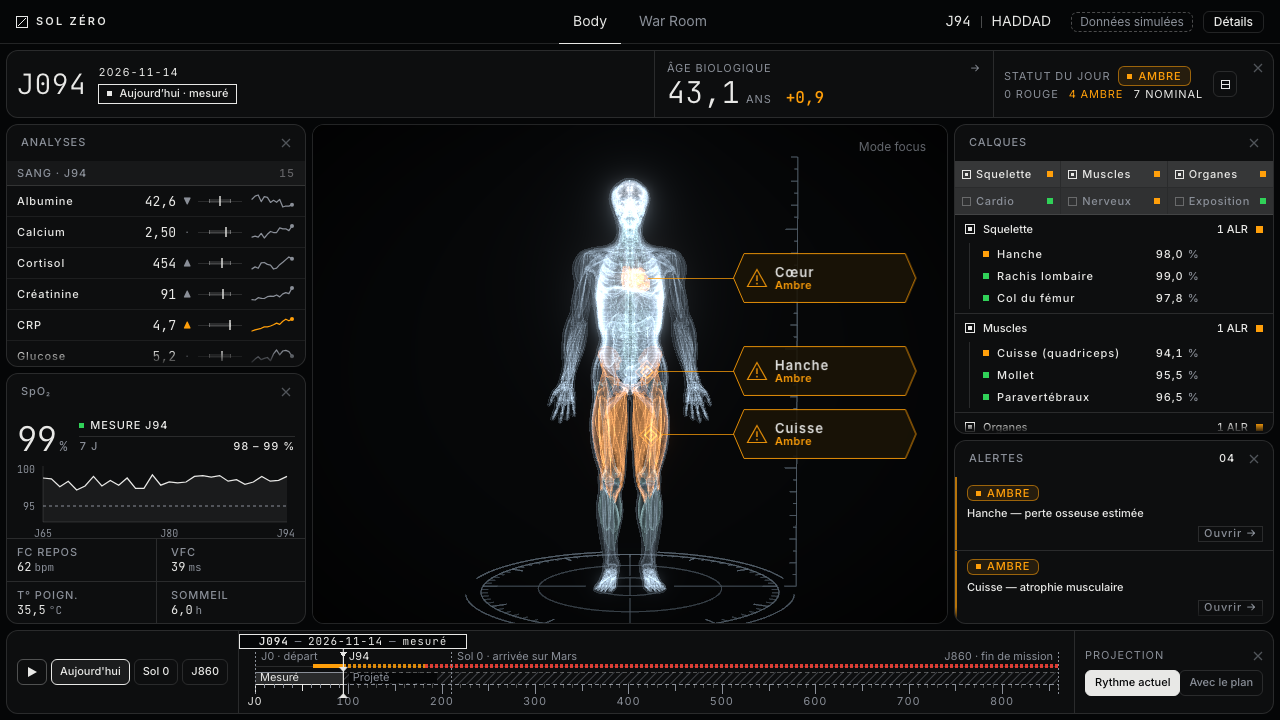 SOL ZÉRO
Body
War Room
J94 | HADDAD
Données simulées
Détails
J094
2026-11-14
Aujourd'hui · mesuré
ÂGE BIOLOGIQUE
→
43,1 ANS +0,9
STATUT DU JOUR AMBRE
0 ROUGE 4 AMBRE 7 NOMINAL
ANALYSES
SANG · J94 15
Albumine 42,6
Calcium 2,50
Cortisol 454
Créatinine 91
CRP 4,7
Glucose 5,2
SpO₂
99 %
MESURE J94
7 J 98 – 99 %
100
95
J65 J80 J94
FC REPOS
62 bpm
VFC
39 ms
T° POIGN.
35,5 °C
SOMMEIL
6,0 h
Mode focus
Cœur
Ambre
Hanche
Ambre
Cuisse
Ambre
CALQUES
Squelette Muscles Organes
Cardio Nerveux Exposition
Squelette 1 ALR
Hanche 98,0 %
Rachis lombaire 99,0 %
Col du fémur 97,8 %
Muscles 1 ALR
Cuisse (quadriceps) 94,1 %
Mollet 95,5 %
Paravertébraux 96,5 %
Organes 1 ALR
ALERTES 04
AMBRE
Hanche — perte osseuse estimée
Ouvrir →
AMBRE
Cuisse — atrophie musculaire
Ouvrir →
Aujourd'hui Sol 0 J860
J094 — 2026-11-14 — mesuré
J0 · départ J94 Sol 0 · arrivée sur Mars J860 · fin de mission
Mesuré Projeté
J0 100 200 300 400 500 600 700 800
PROJECTION
Rythme actuel Avec le plan